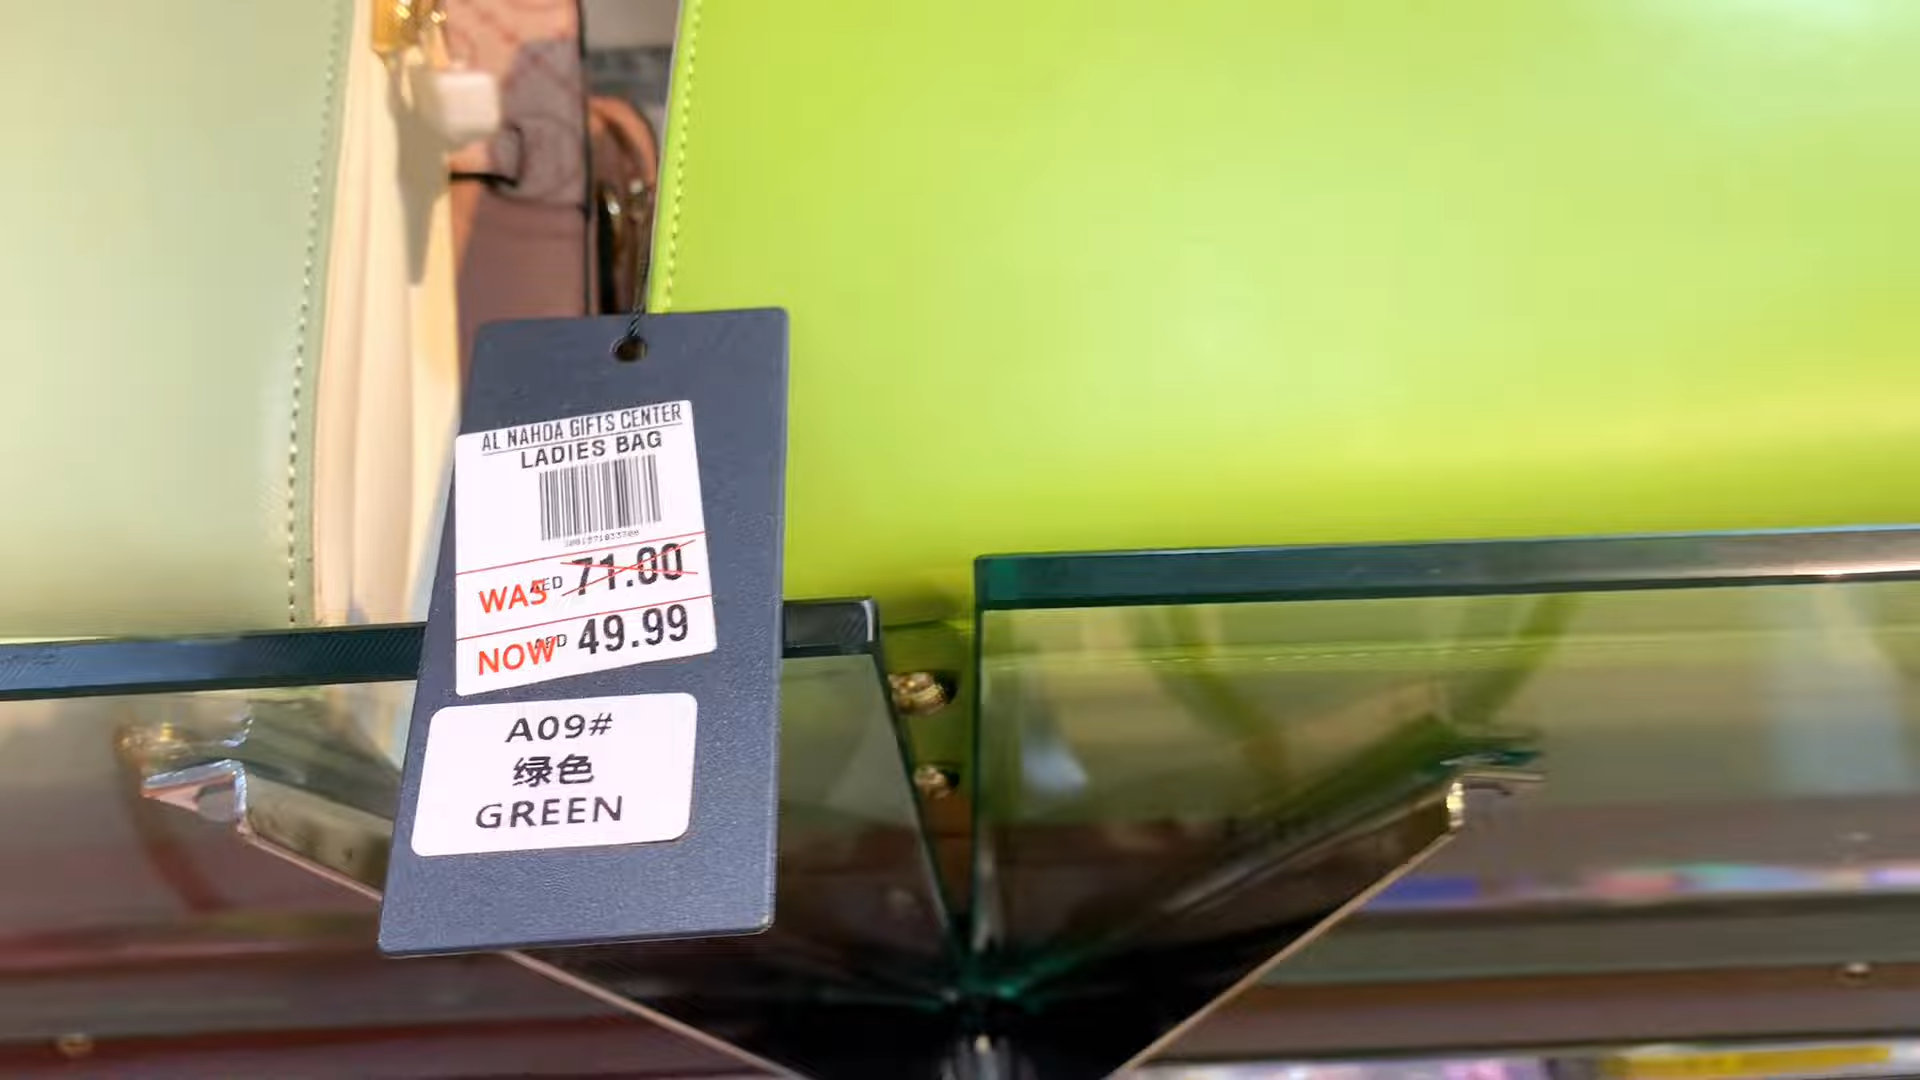 AL NAHDA GIFTS CENTER
LADIES BAG
WAS AED 71.00
NOW AED 49.99
A09#
绿色
GREEN